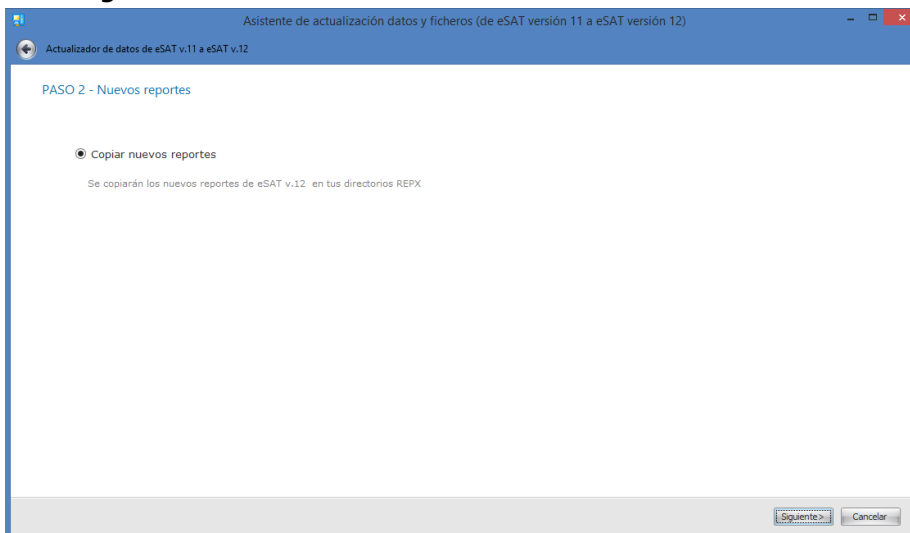 Asistente de actualización datos y ficheros (de eSAT versión 11 a eSAT versión 12)
Actualizador de datos de eSAT v.11 a eSAT v.12
PASO 2 - Nuevos reportes
Copiar nuevos reportes
Se copiarán los nuevos reportes de eSAT v.12 en tus directorios REPX
Siguiente > Cancelar